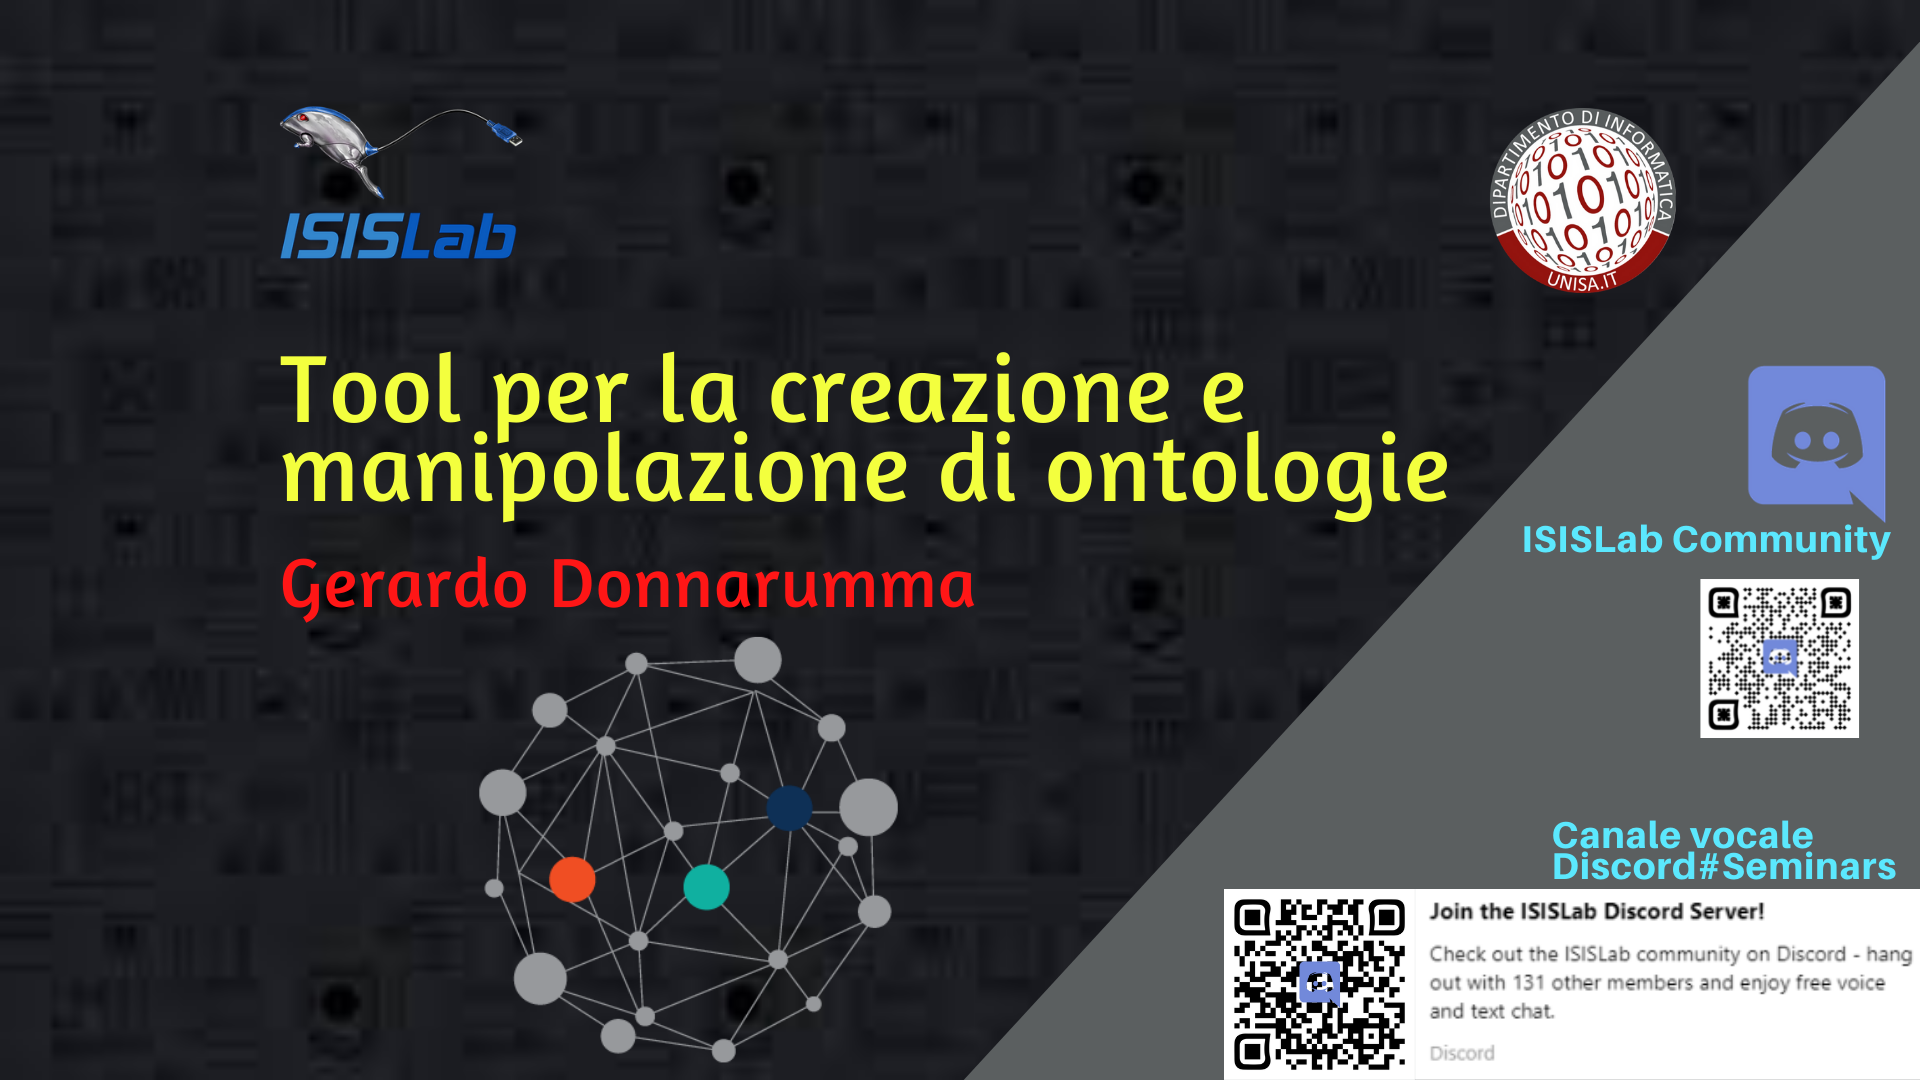 ISISLab
DIPARTIMENTO DI INFORMATICA
UNISA.IT
Tool per la creazione e
manipolazione di ontologie
Gerardo Donnarumma
ISISLab Community
Canale vocale
Discord#Seminars
Join the ISISLab Discord Server!
Check out the ISISLab community on Discord - hang
out with 131 other members and enjoy free voice
and text chat.
Discord